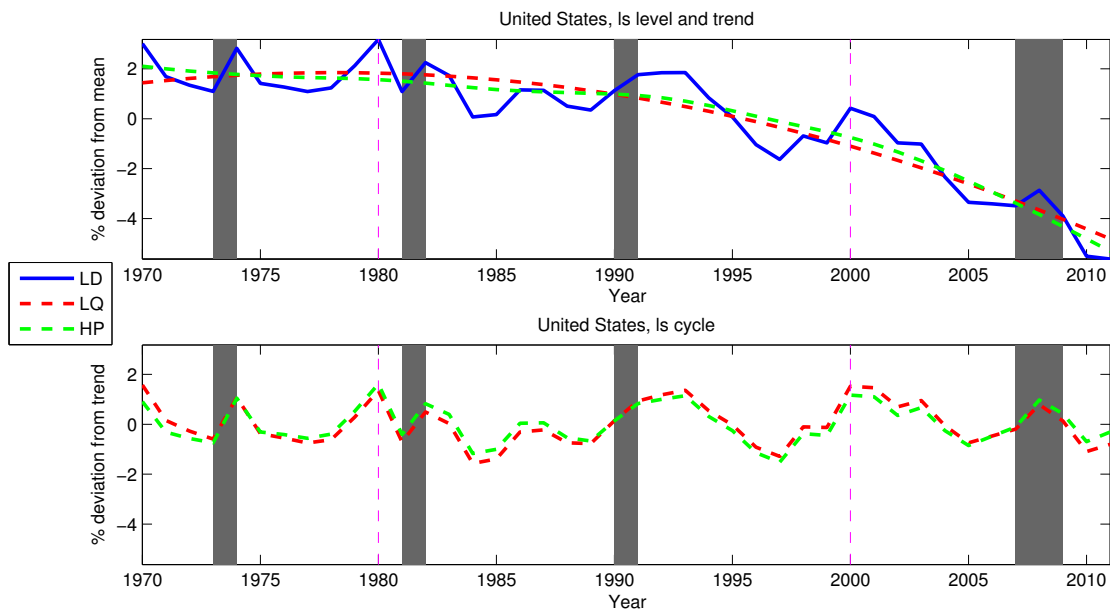 United States, ls level and trend
% deviation from mean
2
0
−2
−4
1970 1975 1980 1985 1990 1995 2000 2005 2010
Year
LD
LQ
HP
United States, ls cycle
% deviation from trend
2
0
−2
−4
1970 1975 1980 1985 1990 1995 2000 2005 2010
Year